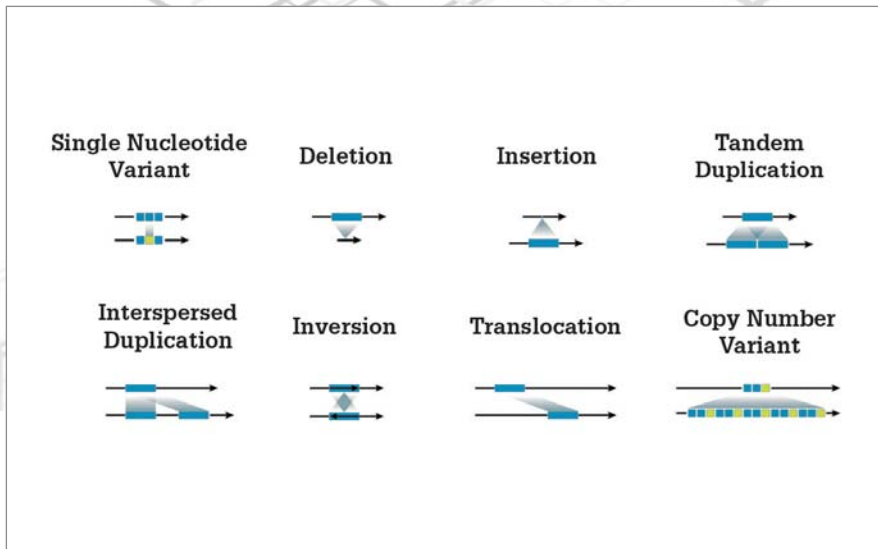 Single Nucleotide
Variant
Deletion
Insertion
Tandem
Duplication
Interspersed
Duplication
Inversion
Translocation
Copy Number
Variant